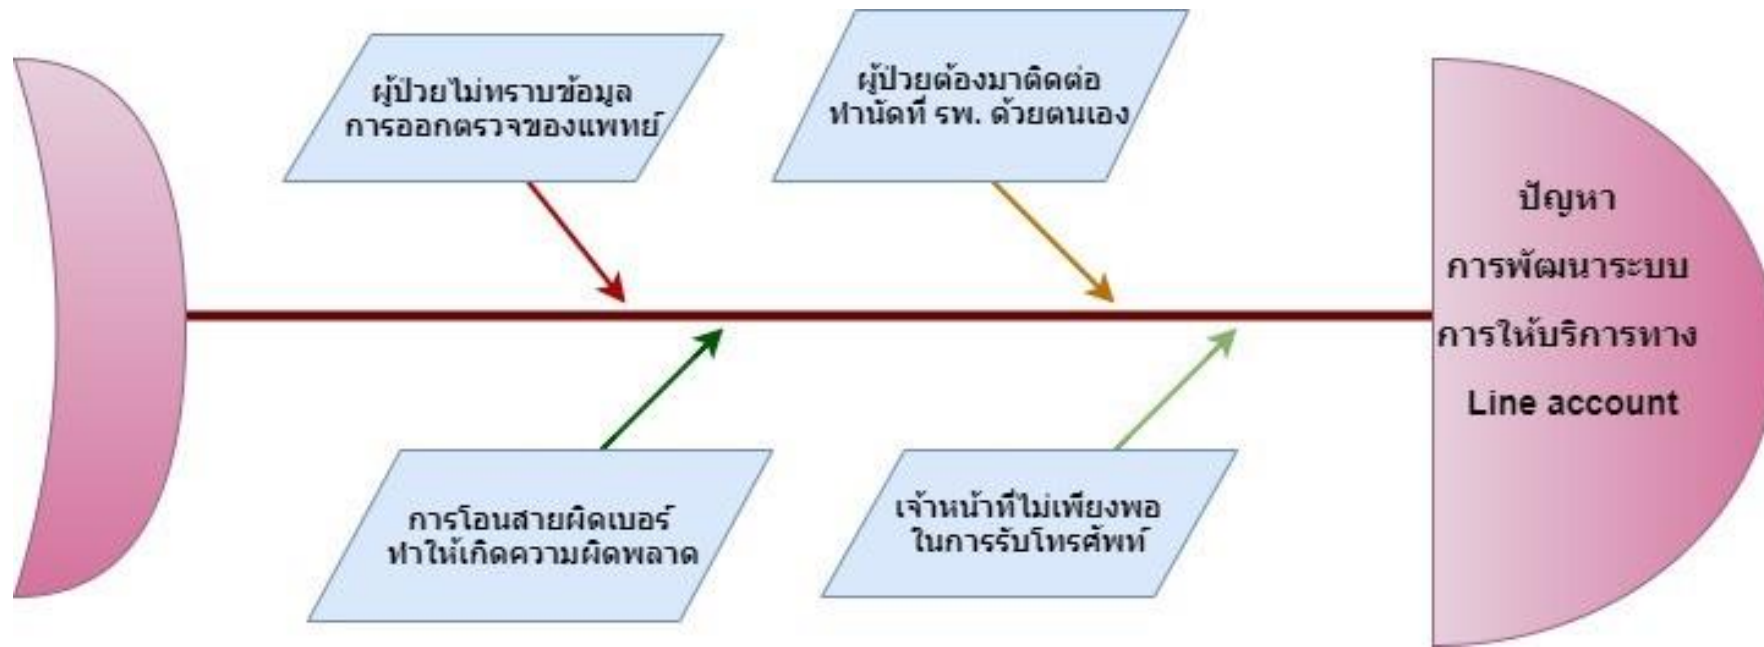 ผู้ป่วยไม่ทราบข้อมูล
การออกตรวจของแพทย์
ผู้ป่วยต้องมาติดต่อ
ทำนัดที่ รพ. ด้วยตนเอง
ปัญหา
การพัฒนาระบบ
การให้บริการทาง
Line account
การโอนสายผิดเบอร์
ทำให้เกิดความผิดพลาด
เจ้าหน้าที่ไม่เพียงพอ
ในการรับโทรศัพท์